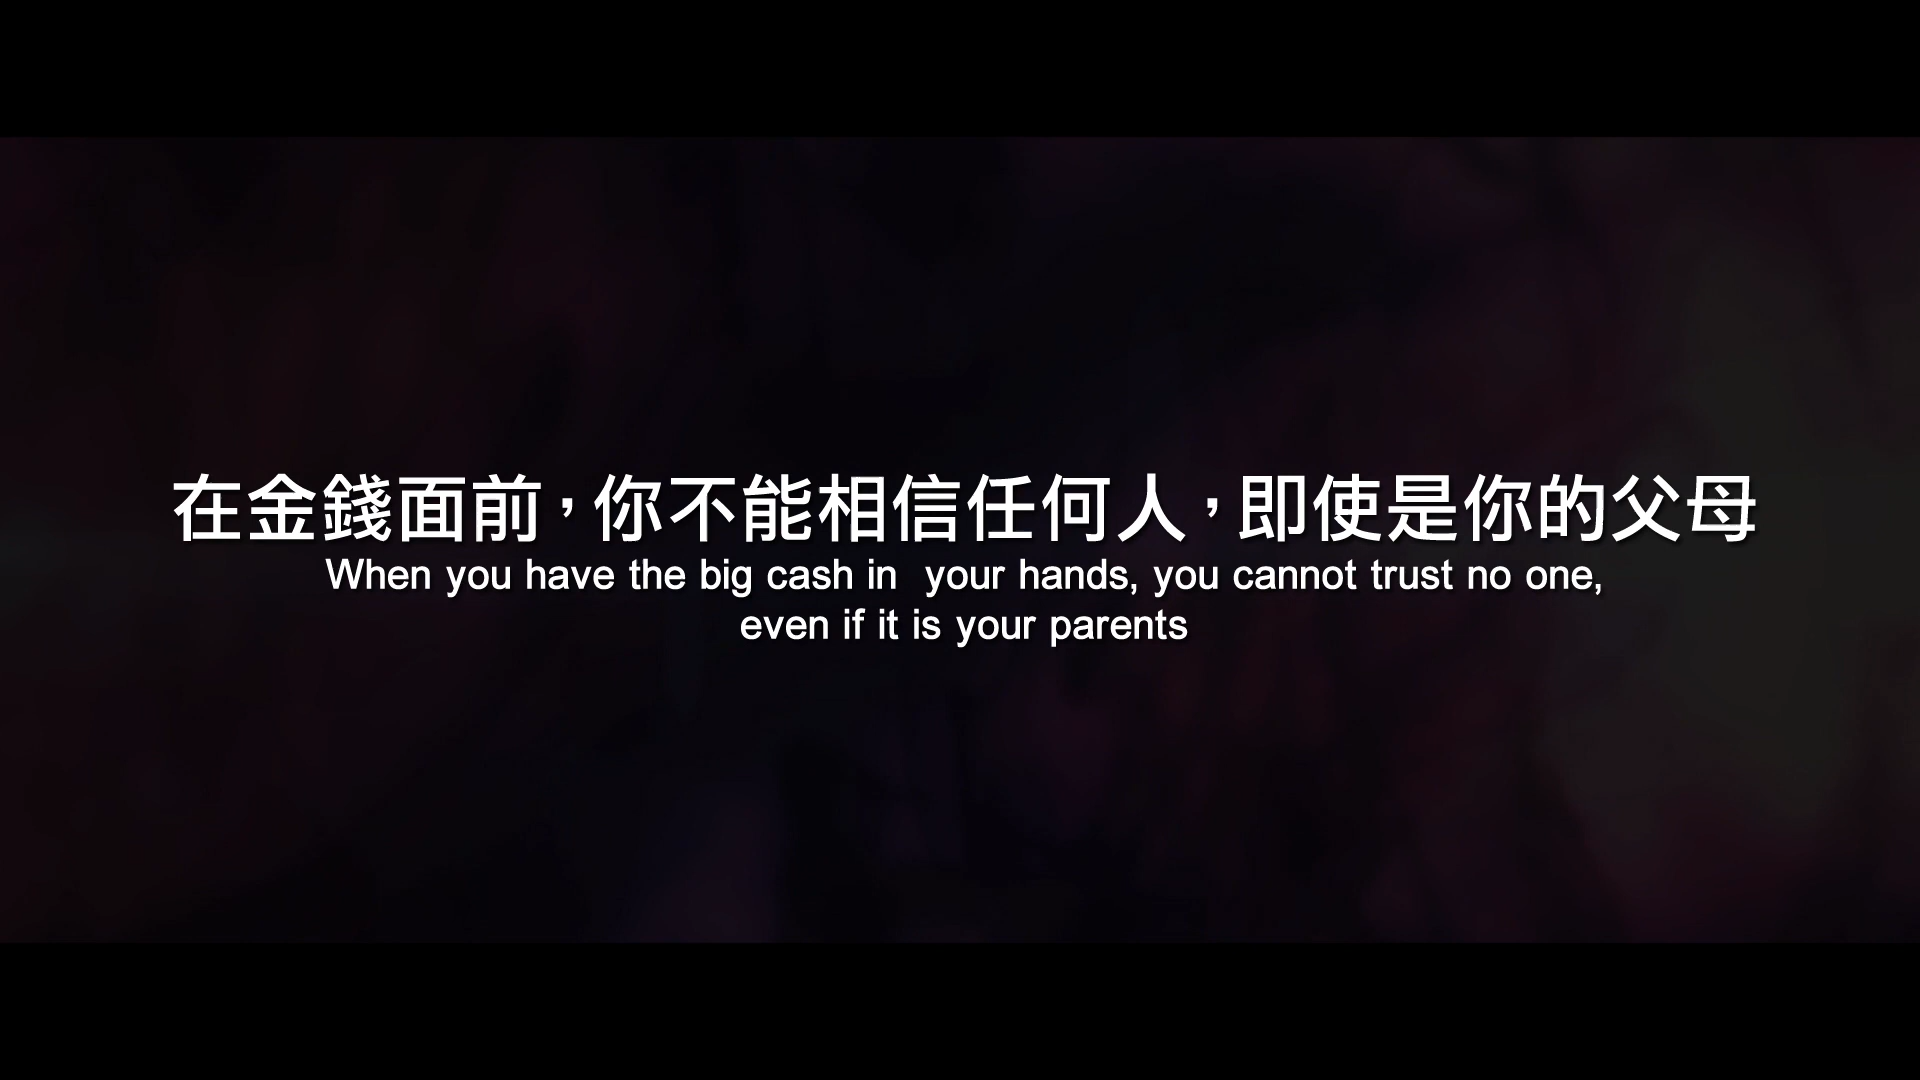 在金錢面前，你不能相信任何人，即使是你的父母
When you have the big cash in  your hands, you cannot trust no one,
even if it is your parents